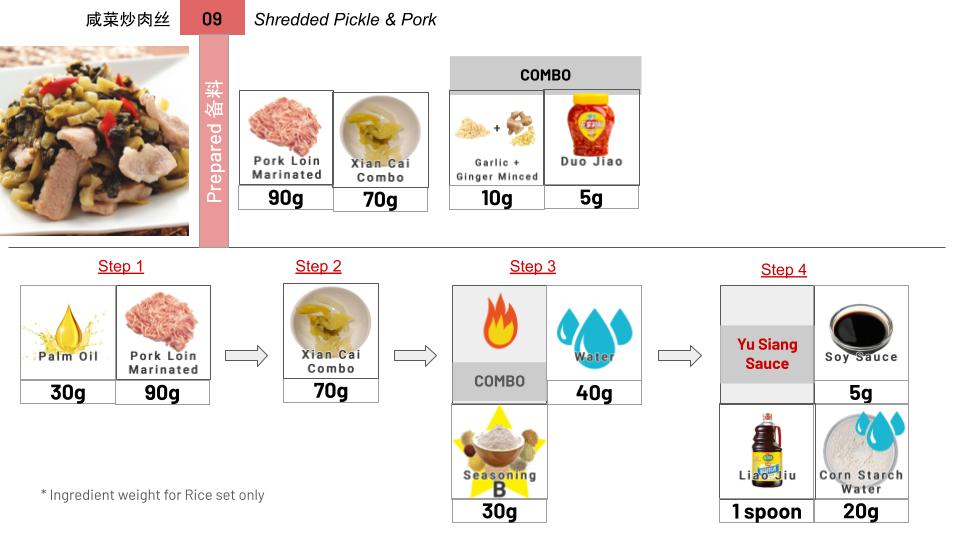 咸菜炒肉丝
09
Shredded Pickle & Pork
Prepared 备料
COMBO
Pork Loin
Marinated
90g
Xian Cai
Combo
70g
+
Garlic +
Ginger Minced
10g
Duo Jiao
5g
Step 1
Step 2
Step 3
Step 4
Palm Oil
30g
Pork Loin
Marinated
90g
Xian Cai
Combo
70g
COMBO
Water
40g
Seasoning
B
30g
Yu Siang
Sauce
Soy Sauce
5g
Liao Jiu
1 spoon
Corn Starch
Water
20g
* Ingredient weight for Rice set only